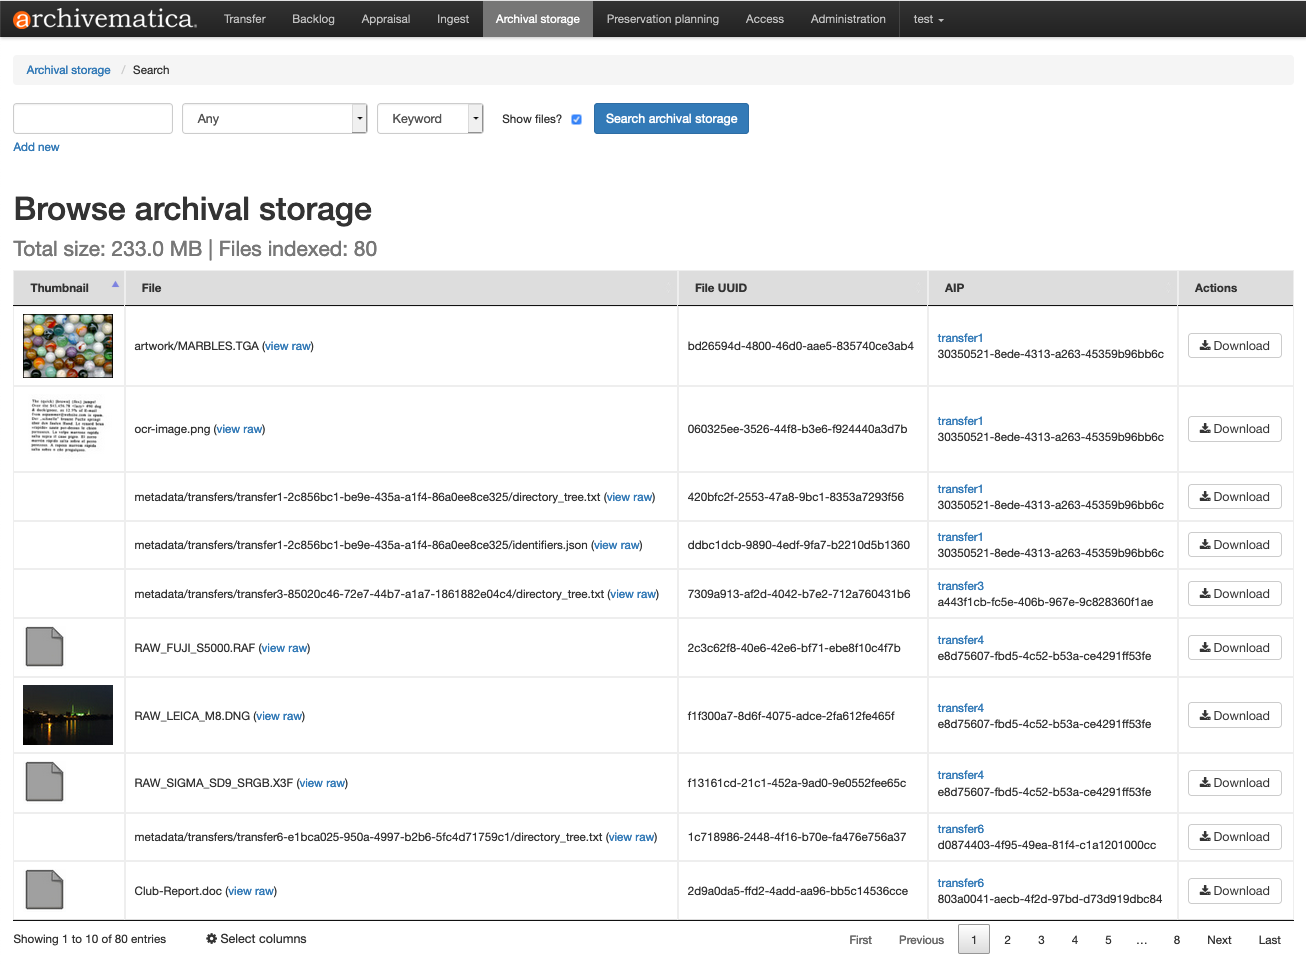 archivematica.
Transfer Backlog Appraisal Ingest Archival storage Preservation planning Access Administration test
Archival storage / Search
Any Keyword Show files? Search archival storage
Add new
Browse archival storage
Total size: 233.0 MB | Files indexed: 80
Thumbnail File File UUID AIP Actions
artwork/MARBLES.TGA (view raw) bd26594d-4800-46d0-aae5-835740ce3ab4 transfer1 Download
30350521-8ede-4313-a263-45359b96bb6c
ocr-image.png (view raw) 060325ee-3526-44f8-b3e6-f924440a3d7b transfer1 Download
30350521-8ede-4313-a263-45359b96bb6c
metadata/transfers/transfer1-2c856bc1-be9e-435a-a1f4-86a0ee8ce325/directory_tree.txt (view raw) 420bfc2f-2553-47a8-9bc1-8353a7293f56 transfer1 Download
30350521-8ede-4313-a263-45359b96bb6c
metadata/transfers/transfer1-2c856bc1-be9e-435a-a1f4-86a0ee8ce325/identifiers.json (view raw) ddbc1dcb-9890-4edf-9fa7-b2210d5b1360 transfer1 Download
30350521-8ede-4313-a263-45359b96bb6c
metadata/transfers/transfer3-85020c46-72e7-44b7-a1a7-1861882e04c4/directory_tree.txt (view raw) 7309a913-af2d-4042-b7e2-712a760431b6 transfer3 Download
a443f1cb-fc5e-406b-967e-9c828360f1ae
RAW_FUJI_S5000.RAF (view raw) 2c3c62f8-40e6-42e6-bf71-ebe8f10c4f7b transfer4 Download
e8d75607-fbd5-4c52-b53a-ce4291ff53fe
RAW_LEICA_M8.DNG (view raw) f1f300a7-8d6f-4075-adce-2fa612fe465f transfer4 Download
e8d75607-fbd5-4c52-b53a-ce4291ff53fe
RAW_SIGMA_SD9_SRGB.X3F (view raw) f13161cd-21c1-452a-9ad0-9e0552fee65c transfer4 Download
e8d75607-fbd5-4c52-b53a-ce4291ff53fe
metadata/transfers/transfer6-e1bca025-950a-4997-b2b6-5fc4d71759c1/directory_tree.txt (view raw) 1c718986-2448-4f16-b70e-fa476e756a37 transfer6 Download
d0874403-4f95-49ea-81f4-c1a1201000cc
Club-Report.doc (view raw) 2d9a0da5-ffd2-4add-aa96-bb5c14536cce transfer6 Download
803a0041-aecb-4f2d-97bd-d73d919dbc84
Showing 1 to 10 of 80 entries Select columns First Previous 1 2 3 4 5 ... 8 Next Last